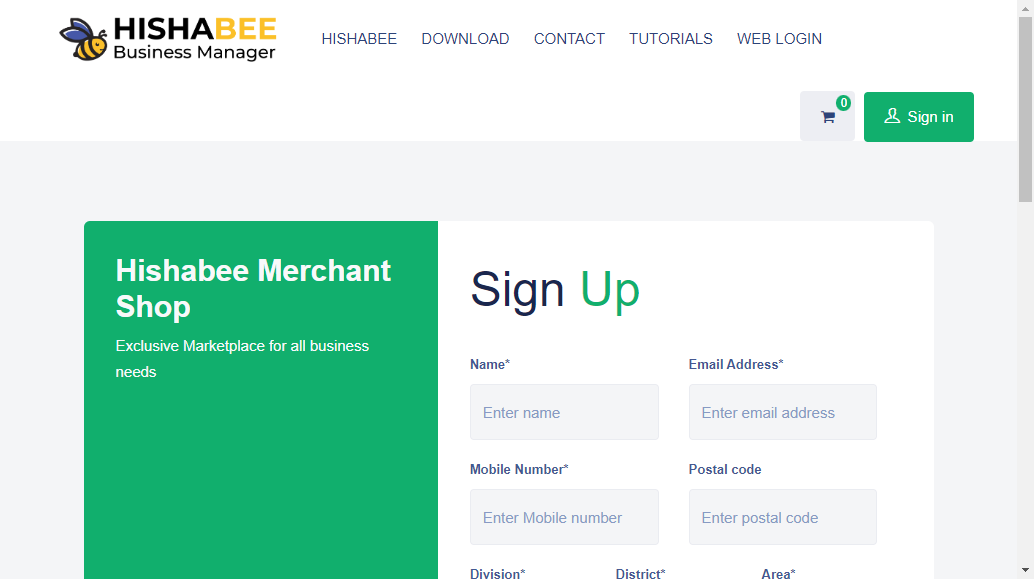 HISHABEE
Business Manager
HISHABEE DOWNLOAD CONTACT TUTORIALS WEB LOGIN
0
Sign in
Hishabee Merchant
Shop
Exclusive Marketplace for all business
needs
Sign Up
Name* Email Address*
Enter name Enter email address
Mobile Number* Postal code
Enter Mobile number Enter postal code
Division* District* Area*